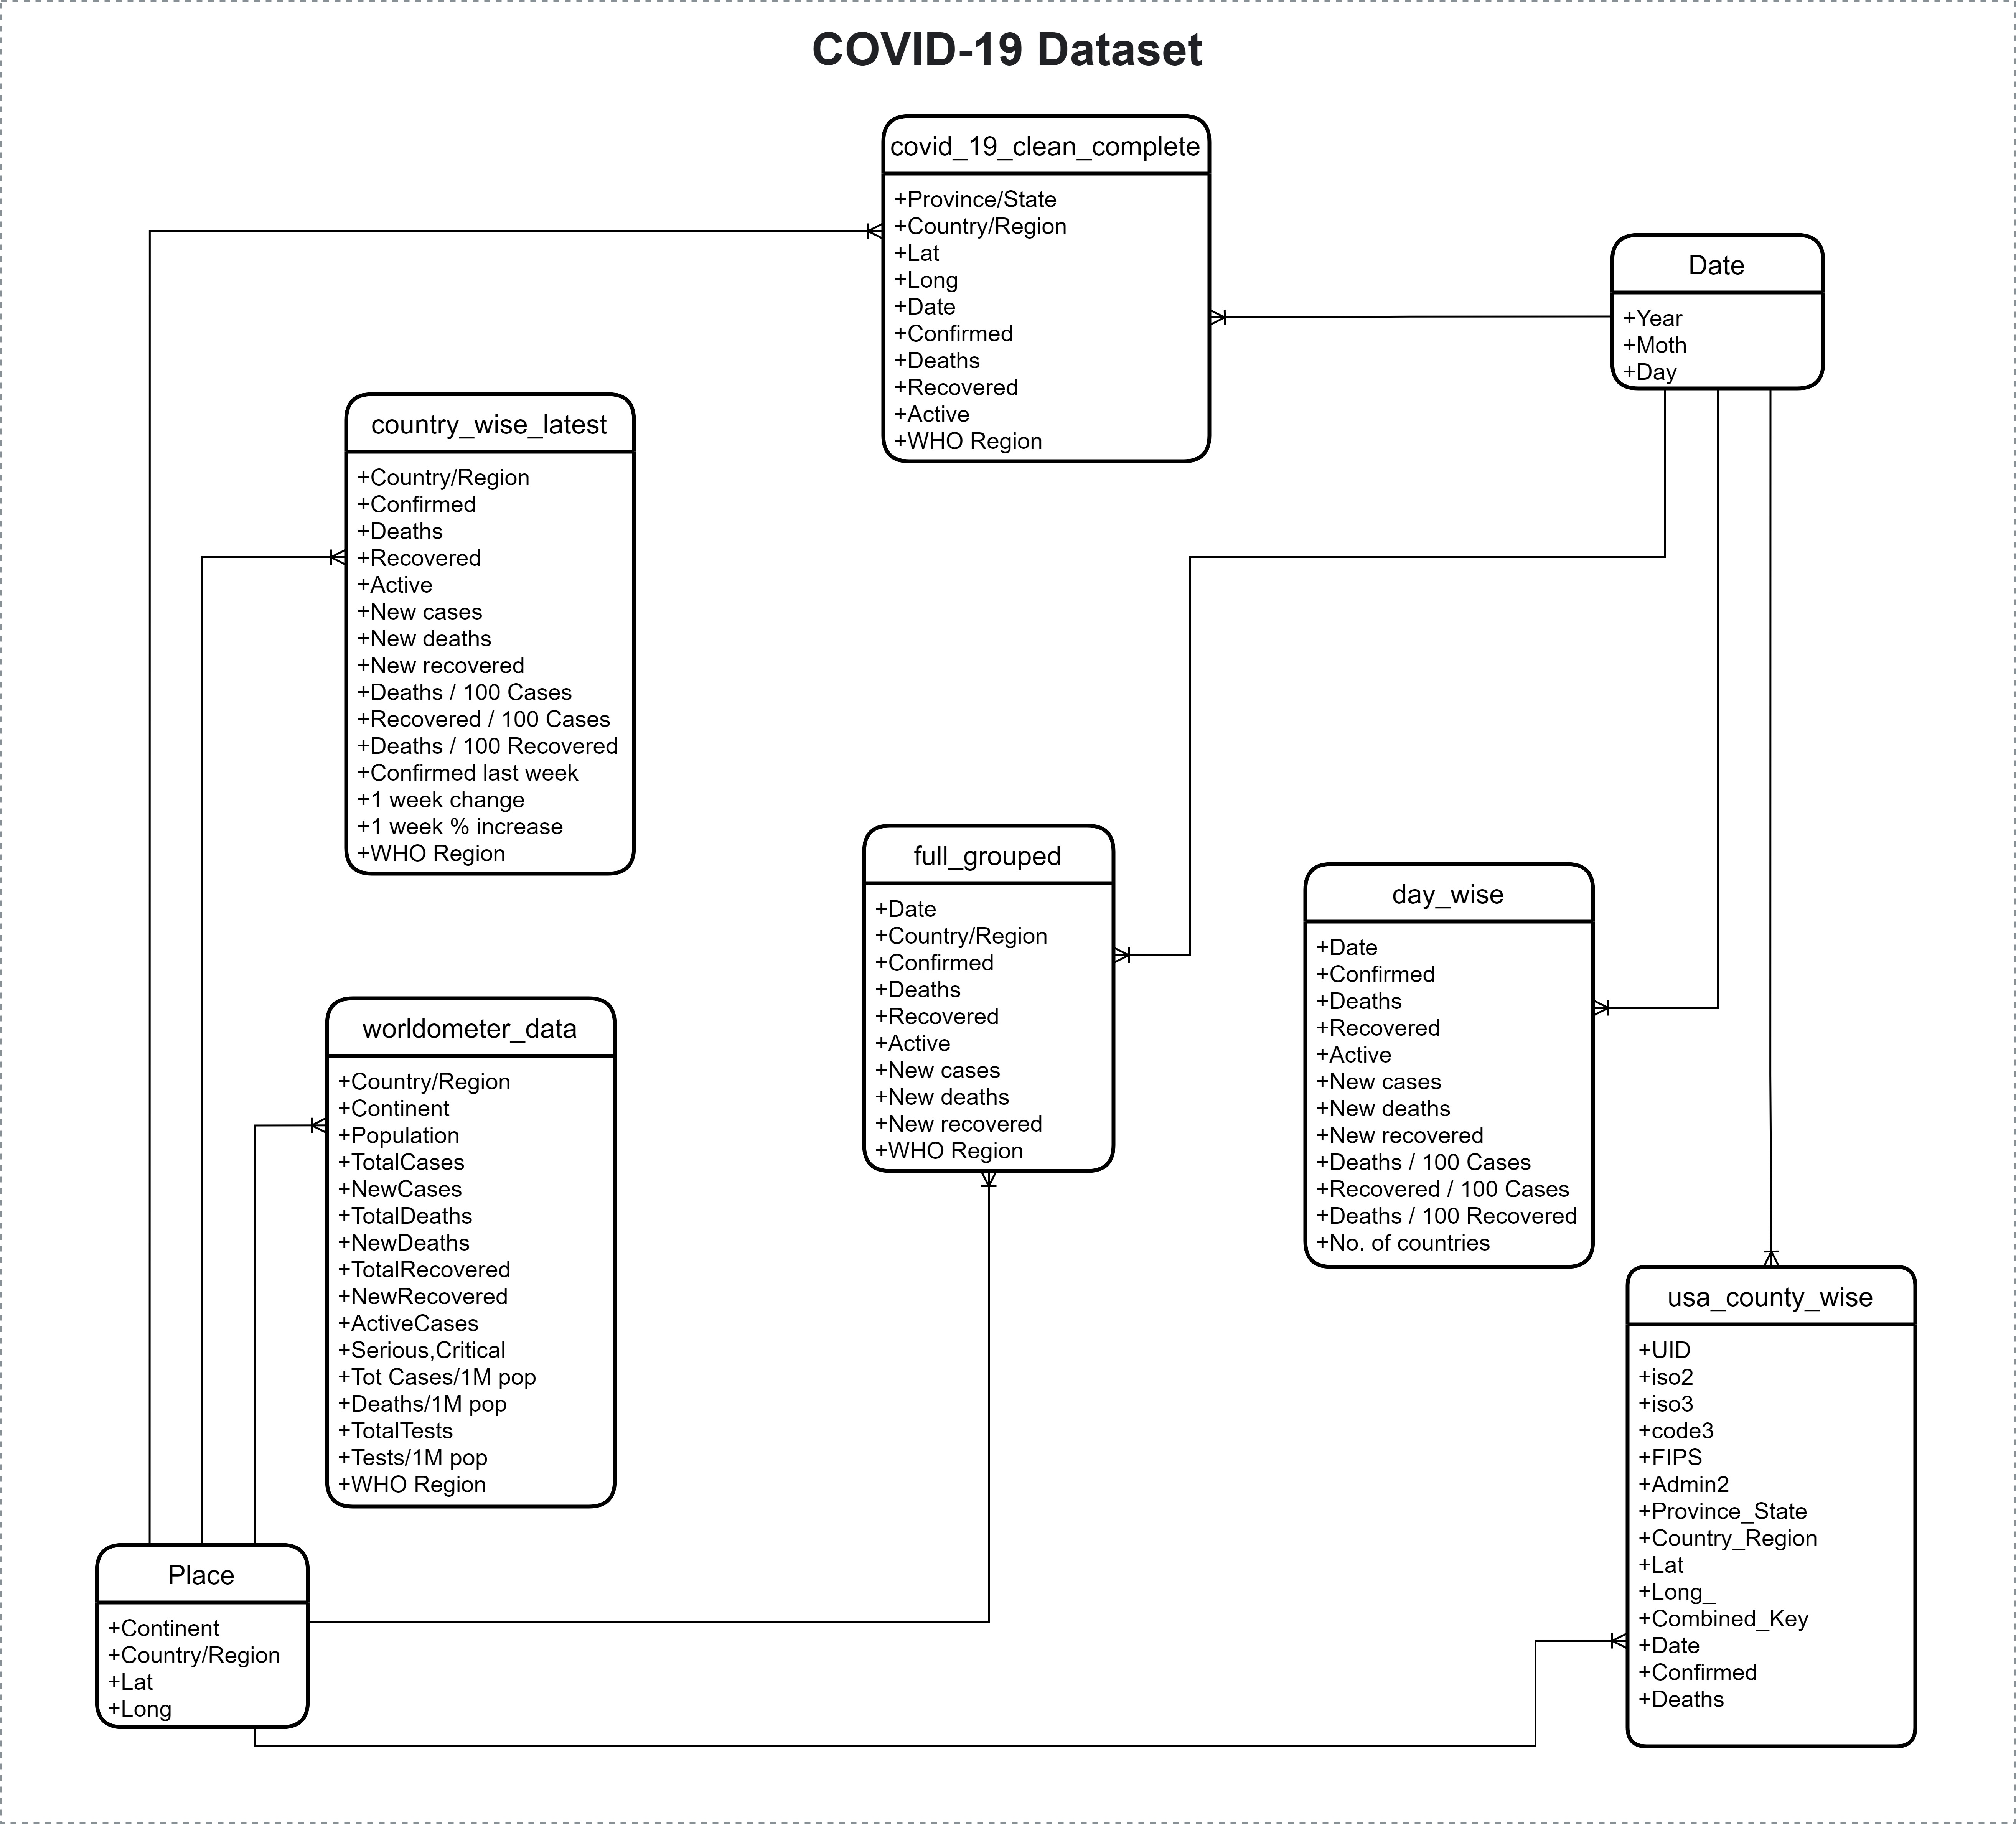 COVID-19 Dataset
covid_19_clean_complete
+Province/State
+Country/Region
+Lat
+Long
+Date
+Confirmed
+Deaths
+Recovered
+Active
+WHO Region
Date
+Year
+Moth
+Day
country_wise_latest
+Country/Region
+Confirmed
+Deaths
+Recovered
+Active
+New cases
+New deaths
+New recovered
+Deaths / 100 Cases
+Recovered / 100 Cases
+Deaths / 100 Recovered
+Confirmed last week
+1 week change
+1 week % increase
+WHO Region
full_grouped
+Date
+Country/Region
+Confirmed
+Deaths
+Recovered
+Active
+New cases
+New deaths
+New recovered
+WHO Region
day_wise
+Date
+Confirmed
+Deaths
+Recovered
+Active
+New cases
+New deaths
+New recovered
+Deaths / 100 Cases
+Recovered / 100 Cases
+Deaths / 100 Recovered
+No. of countries
worldometer_data
+Country/Region
+Continent
+Population
+TotalCases
+NewCases
+TotalDeaths
+NewDeaths
+TotalRecovered
+NewRecovered
+ActiveCases
+Serious,Critical
+Tot Cases/1M pop
+Deaths/1M pop
+TotalTests
+Tests/1M pop
+WHO Region
usa_county_wise
+UID
+iso2
+iso3
+code3
+FIPS
+Admin2
+Province_State
+Country_Region
+Lat
+Long_
+Combined_Key
+Date
+Confirmed
+Deaths
Place
+Continent
+Country/Region
+Lat
+Long